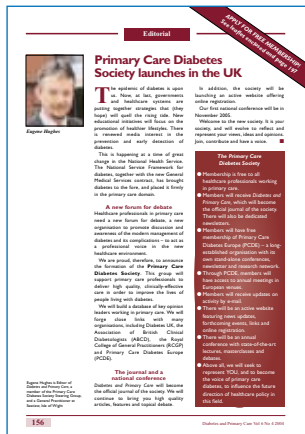 Editorial
APPLY FOR FREE MEMBERSHIP!
See leaflet enclosed and page 197
Primary Care Diabetes
Society launches in the UK
Eugene Hughes
The epidemic of diabetes is upon
us. Now, at last, governments
and healthcare systems are
putting together strategies that (they
hope) will quell the rising tide. New
educational initiatives will focus on the
promotion of healthier lifestyles. There
is renewed media interest in the
prevention and early detection of
diabetes.
This is happening at a time of great
change in the National Health Service.
The National Service Framework for
diabetes, together with the new General
Medical Services contract, has brought
diabetes to the fore, and placed it firmly
in the primary care domain.
A new forum for debate
Healthcare professionals in primary care
need a new forum for debate, a new
organisation to promote discussion and
awareness of the modern management of
diabetes and its complications – to act as
a professional voice in the new
healthcare environment.
We are proud, therefore, to announce
the formation of the Primary Care
Diabetes Society. This group will
support primary care professionals to
deliver high quality, clinically-effective
care in order to improve the lives of
people living with diabetes.
We will build a database of key opinion
leaders working in primary care. We will
forge close links with many
organisations, including Diabetes UK, the
Association of British Clinical
Diabetologists (ABCD), the Royal
College of General Practitioners (RCGP)
and Primary Care Diabetes Europe
(PCDE).
The journal and a
national conference
Diabetes and Primary Care will become
the official journal of the society. We will
continue to bring you high quality
articles, features and topical debate.
In addition, the society will be
launching an active website offering
online registration.
Our first national conference will be in
November 2005.
Welcome to the new society. It is your
society, and will evolve to reflect and
represent your views, ideas and opinions.
Join, contribute and have a voice.
The Primary Care
Diabetes Society
● Membership is free to all
healthcare professionals working
in primary care.
● Members will receive Diabetes and
Primary Care, which will become
the official journal of the society.
There will also be dedicated
newsletters.
● Members will have free
membership of Primary Care
Diabetes Europe (PCDE) – a long-
established organisation with its
own stand-alone conferences,
newsletter and research network.
● Through PCDE, members will
have access to annual meetings in
European venues.
● Members will receive updates on
activity by e-mail.
● There will be an active website
featuring news updates,
forthcoming events, links and
online registration.
● There will be an annual
conference with state-of-the-art
lectures, masterclasses and
debates.
● Above all, we will seek to
represent YOU, and to become
the voice of primary care
diabetes, to influence the future
direction of healthcare policy in
this field.
Eugene Hughes is Editor of
Diabetes and Primary Care, a
member of the Primary Care
Diabetes Society Steering Group,
and a General Practitioner in
Seaview, Isle of Wight
156
Diabetes and Primary Care Vol 6 No 4 2004